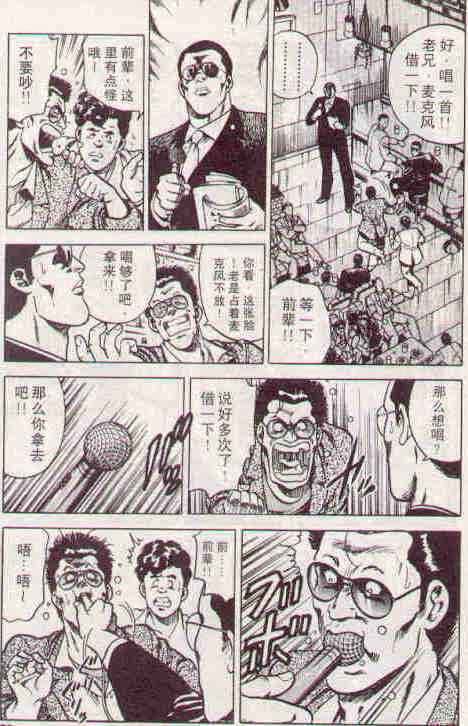 好．唱一首!!
老兄．麦克风
借一下!!
…………
…………
等一下．
前辈!!
前辈．这
里有点怪
哦～
不要吵!!
你看．这张脸
！老是占着麦
克风不放！
唱够了吧．
拿来!!
那么想唱？
说好多次了！
借一下！
那么你拿去
吧!!
ズボ
前……
前辈!!
唔…唔～